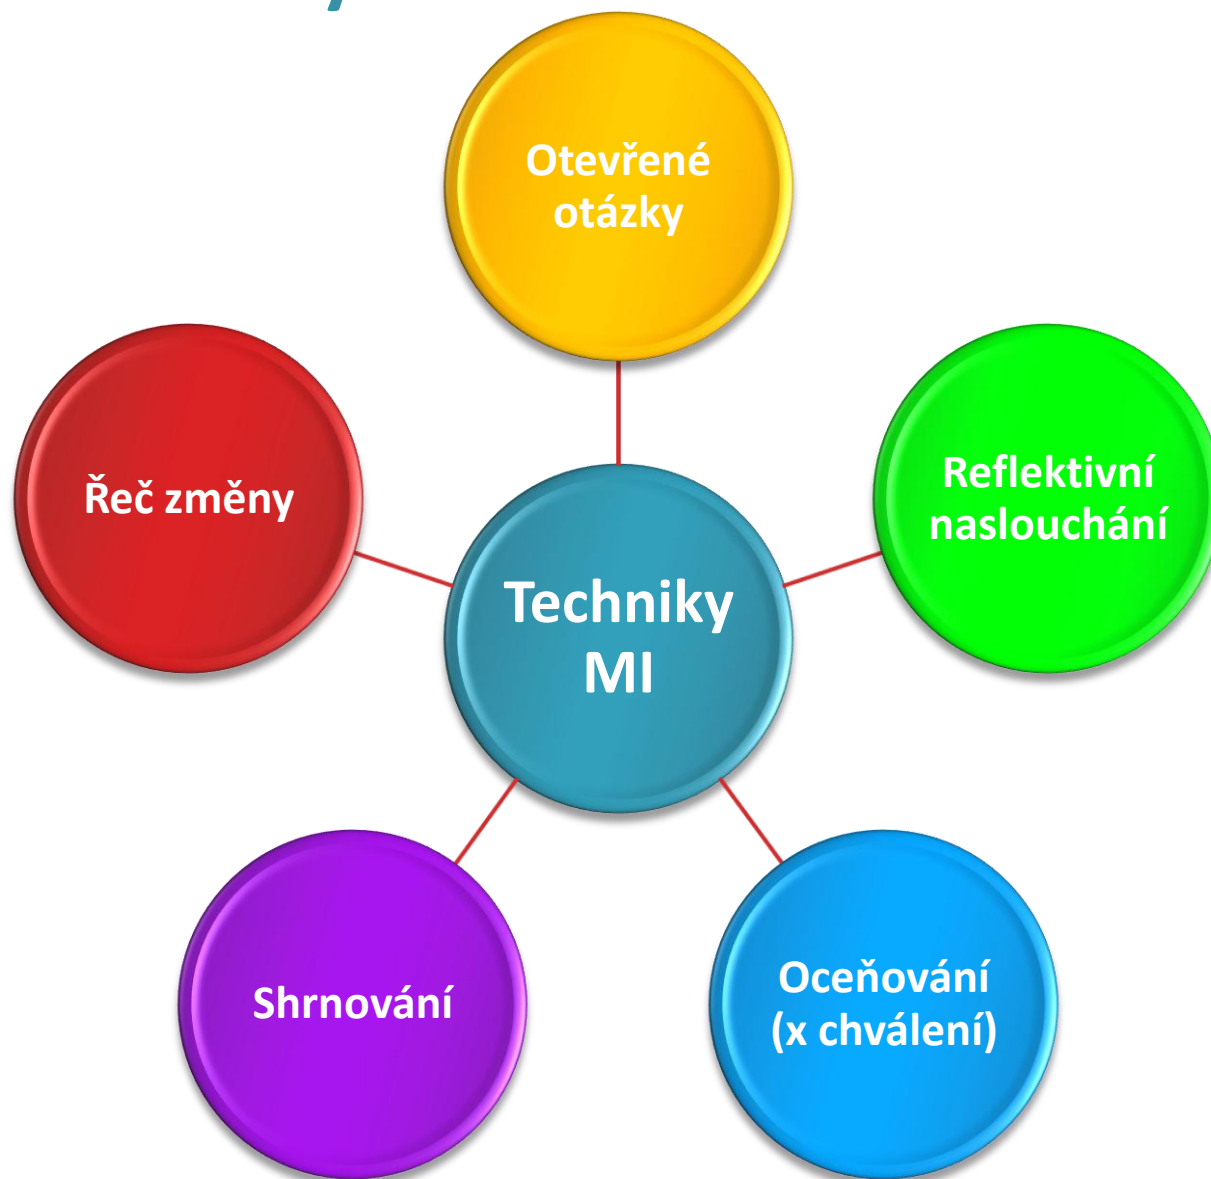 Otevřené
otázky
Reflektivní
naslouchání
Řeč změny
Techniky
MI
Oceňování
(x chválení)
Shrnování